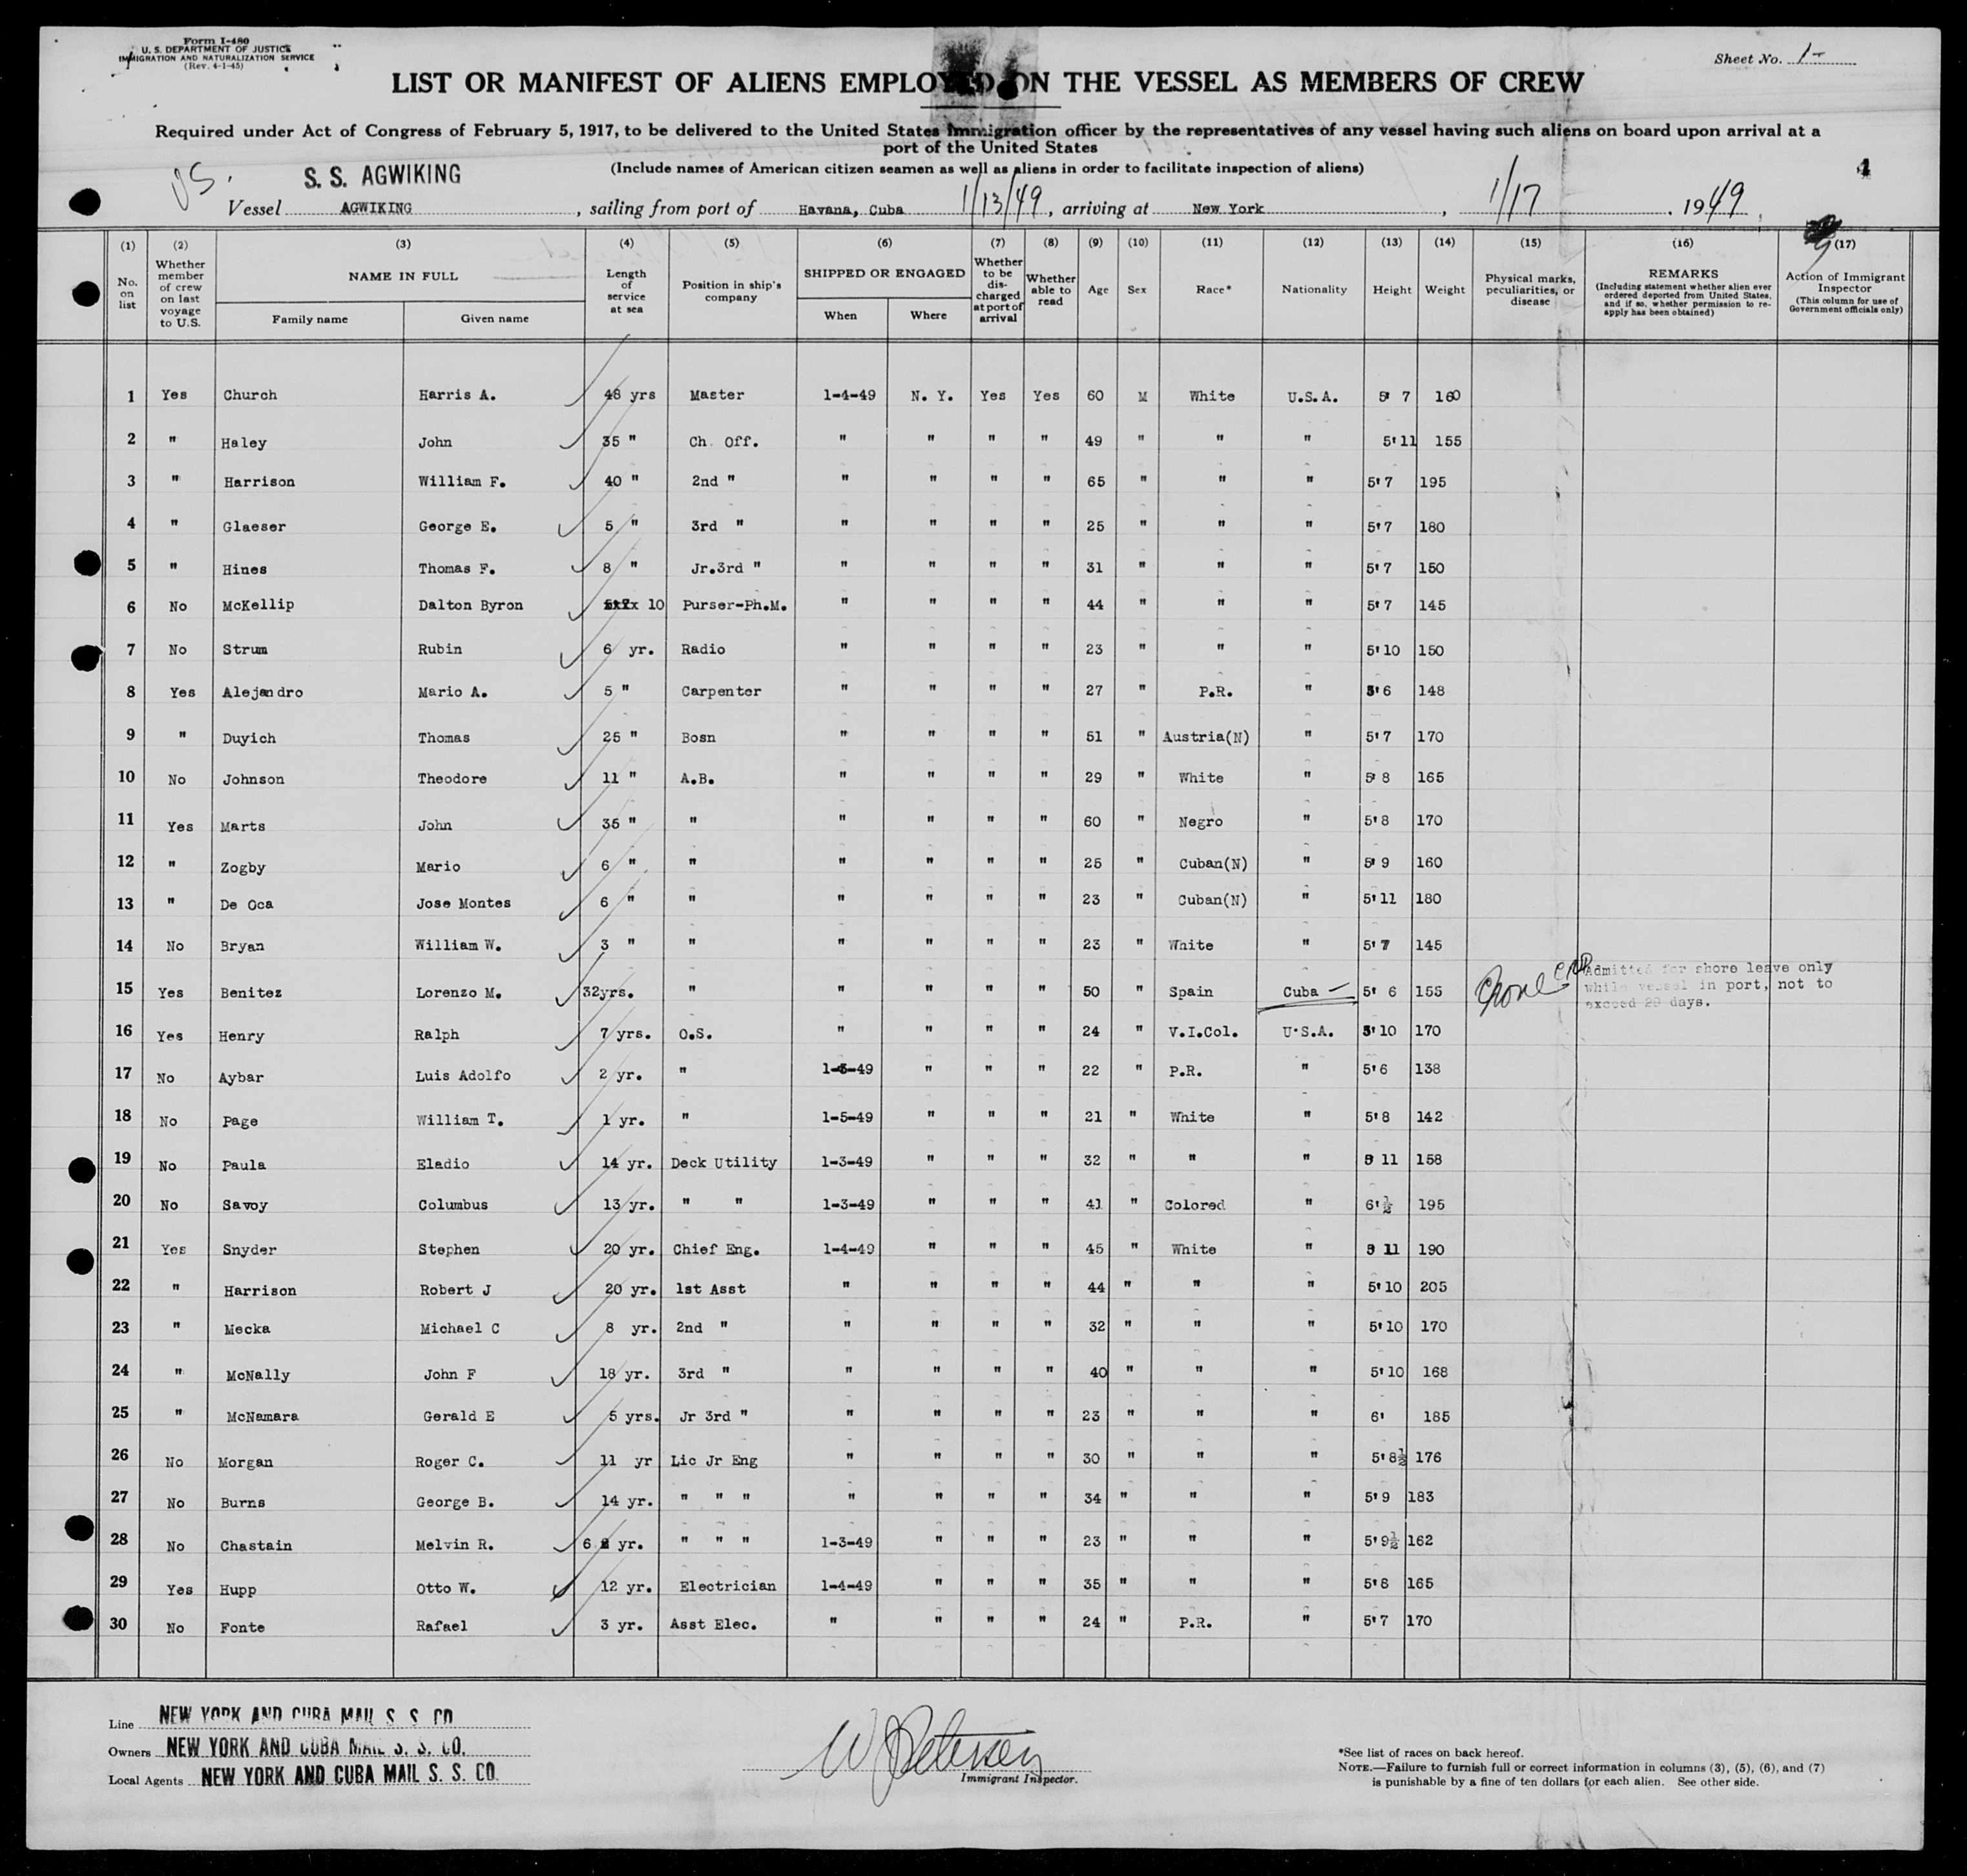 Form I-480
U. S. DEPARTMENT OF JUSTICE
IMMIGRATION AND NATURALIZATION SERVICE
(Rev. 4-1-45)
Sheet No. 1-
LIST OR MANIFEST OF ALIENS EMPLOYED ON THE VESSEL AS MEMBERS OF CREW
Required under Act of Congress of February 5, 1917, to be delivered to the United States Immigration officer by the representatives of any vessel having such aliens on board upon arrival at a
port of the United States
(Include names of American citizen seamen as well as aliens in order to facilitate inspection of aliens)
4
US. S. S. AGWIKING
Vessel AGWIKING, sailing from port of Havana, Cuba 1/13/49, arriving at New York, 1/17, 1949
(1) (2) (3) (4) (5) (6) (7) (8) (9) (10) (11) (12) (13) (14) (15) (16) (17)
No. on list
Whether member of crew on last voyage to U.S.
NAME IN FULL
Family name Given name
Length of service at sea
Position in ship's company
SHIPPED OR ENGAGED
When Where
Whether to be discharged at port of arrival
Whether able to read
Age
Sex
Race*
Nationality
Height
Weight
Physical marks, peculiarities, or disease
REMARKS
(Including statement whether alien ever ordered deported from United States, and if so, whether permission to re-apply has been obtained)
Action of Immigrant Inspector
(This column for use of Government officials only)
1 Yes Church Harris A. 48 yrs Master 1-4-49 N. Y. Yes Yes 60 M White U.S.A. 5' 7 160
2 " Haley John 35 " Ch. Off. " " " " 49 " " " 5'11 155
3 " Harrison William F. 40 " 2nd " " " " " 65 " " " 5'7 195
4 " Glaeser George E. 5 " 3rd " " " " " 25 " " " 5'7 180
5 " Hines Thomas F. 8 " Jr.3rd " " " " " 31 " " " 5'7 150
6 No McKellip Dalton Byron 10 Purser-Ph.M. " " " " 44 " " " 5'7 145
7 No Strum Rubin 6 yr. Radio " " " " 23 " " " 5'10 150
8 Yes Alejandro Mario A. 5 " Carpenter " " " " 27 " P.R. " 5'6 148
9 " Duyich Thomas 25 " Bosn " " " " 51 " Austria(N) " 5'7 170
10 No Johnson Theodore 11 " A.B. " " " " 29 " White " 5' 8 165
11 Yes Marts John 35 " " " " " " 60 " Negro " 5'8 170
12 " Zogby Mario 6 " " " " " " 25 " Cuban(N) " 5' 9 160
13 " De Oca Jose Montes 6 " " " " " " 23 " Cuban(N) " 5'11 180
14 No Bryan William W. 3 " " " " " " 23 " White " 5'7 145
15 Yes Benitez Lorenzo M. 32yrs. " " " " " 50 " Spain Cuba 5' 6 155 Admitted for shore leave only
while vessel in port, not to
exceed 29 days.
16 Yes Henry Ralph 7 yrs. O.S. " " " " 24 " V.I.Col. U.S.A. 5'10 170
17 No Aybar Luis Adolfo 2 yr. " 1-3-49 " " " 22 " P.R. " 5'6 138
18 No Page William T. 1 yr. " 1-5-49 " " " 21 " White " 5'8 142
19 No Paula Eladio 14 yr. Deck Utility 1-3-49 " " " 32 " " " 5 11 158
20 No Savoy Columbus 13 yr. " " 1-3-49 " " " 41 " Colored " 6'½ 195
21 Yes Snyder Stephen 20 yr. Chief Eng. 1-4-49 " " " 45 " White " 5 11 190
22 " Harrison Robert J 20 yr. 1st Asst " " " " 44 " " " 5'10 205
23 " Mecka Michael C 8 yr. 2nd " " " " " 32 " " " 5'10 170
24 " McNally John F 18 yr. 3rd " " " " " 40 " " " 5'10 168
25 " McNamara Gerald E 5 yrs. Jr 3rd " " " " " 23 " " " 6' 185
26 No Morgan Roger C. 11 yr Lic Jr Eng " " " " 30 " " " 5'8½ 176
27 No Burns George B. 14 yr. " " " " " " " 34 " " " 5'9 183
28 No Chastain Melvin R. 6 yr. " " " 1-3-49 " " " 23 " " " 5'9½ 162
29 Yes Hupp Otto W. 12 yr. Electrician 1-4-49 " " " 35 " " " 5'8 165
30 No Fonte Rafael 3 yr. Asst Elec. " " " " 24 " P.R. " 5'7 170
Line NEW YORK AND CUBA MAIL S. S. CO.
Owners NEW YORK AND CUBA MAIL S. S. CO.
Local Agents NEW YORK AND CUBA MAIL S. S. CO.
Immigrant Inspector.
*See list of races on back hereof.
NOTE.—Failure to furnish full or correct information in columns (3), (5), (6), and (7)
is punishable by a fine of ten dollars for each alien. See other side.